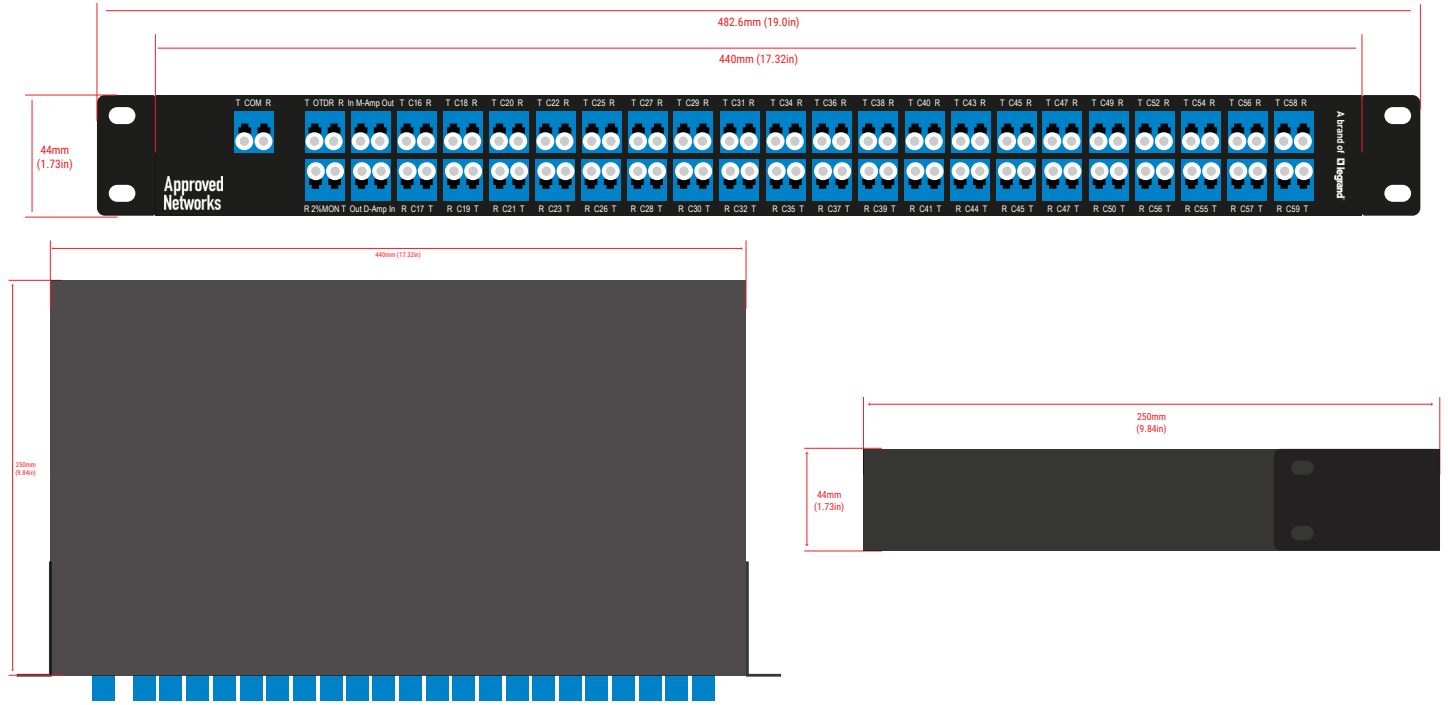 482.6mm (19.0in)
440mm (17.32in)
T COM R T OTDR R In M-Amp Out T C16 R T C18 R T C20 R T C22 R T C25 R T C27 R T C29 R T C31 R T C34 R T C36 R T C38 R T C40 R T C43 R T C45 R T C47 R T C49 R T C52 R T C54 R T C56 R T C58 R
44mm
(1.73in)
A brand of legrand
Approved
Networks
R 2%MON T Out D-Amp In R C17 T R C19 T R C21 T R C23 T R C26 T R C28 T R C30 T R C32 T R C35 T R C37 T R C39 T R C41 T R C44 T R C45 T R C47 T R C50 T R C56 T R C55 T R C57 T R C59 T
440mm (17.32in)
250mm
(9.84in)
250mm
(9.84in)
44mm
(1.73in)